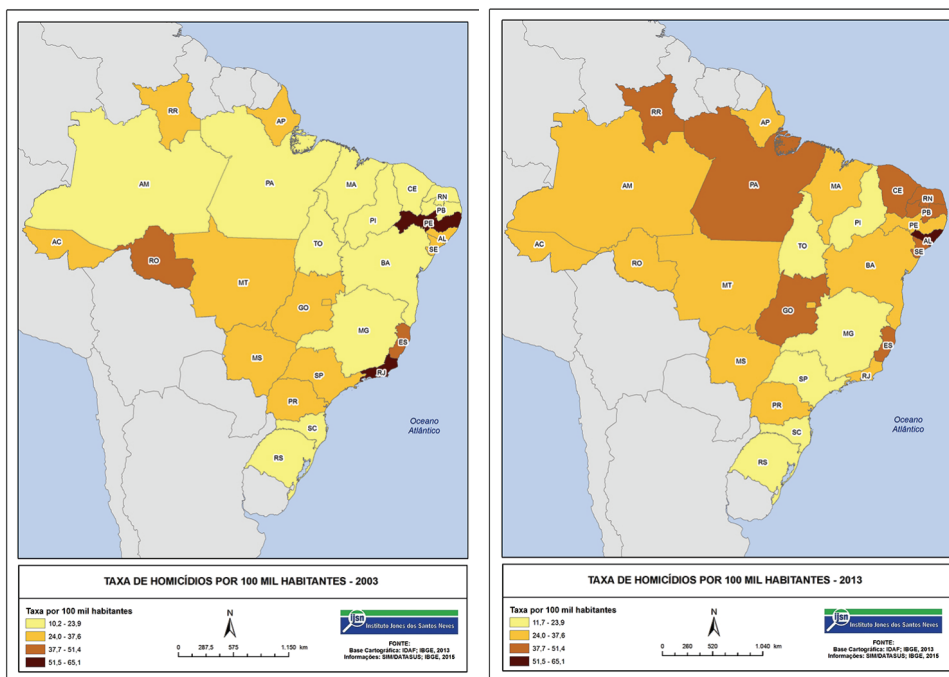 RR
AP
AM
PA
MA
CE
RN
PB
PE
AL
SE
PI
TO
AC
RO
BA
MT
GO
MG
ES
MS
SP
RJ
PR
SC
RS
Oceano
Atlântico
TAXA DE HOMICÍDIOS POR 100 MIL HABITANTES - 2003
Taxa por 100 mil habitantes
10,2 - 23,9
24,0 - 37,6
37,7 - 51,4
51,5 - 65,1
N
0 287,5 575 1.150 km
ijsn
Instituto Jones dos Santos Neves
FONTE:
Base Cartográfica: IDAF; IBGE, 2013
Informações: SIM/DATASUS; IBGE, 2015
RR
AP
AM
PA
MA
CE
RN
PB
PE
AL
SE
PI
TO
AC
RO
BA
MT
GO
MG
ES
MS
SP
RJ
PR
SC
RS
Oceano
Atlântico
TAXA DE HOMICÍDIOS POR 100 MIL HABITANTES - 2013
Taxa por 100 mil habitantes
11,7 - 23,9
24,0 - 37,6
37,7 - 51,4
51,5 - 65,1
N
0 260 520 1.040 km
ijsn
Instituto Jones dos Santos Neves
FONTE:
Base Cartográfica: IDAF; IBGE, 2013
Informações: SIM/DATASUS; IBGE, 2015